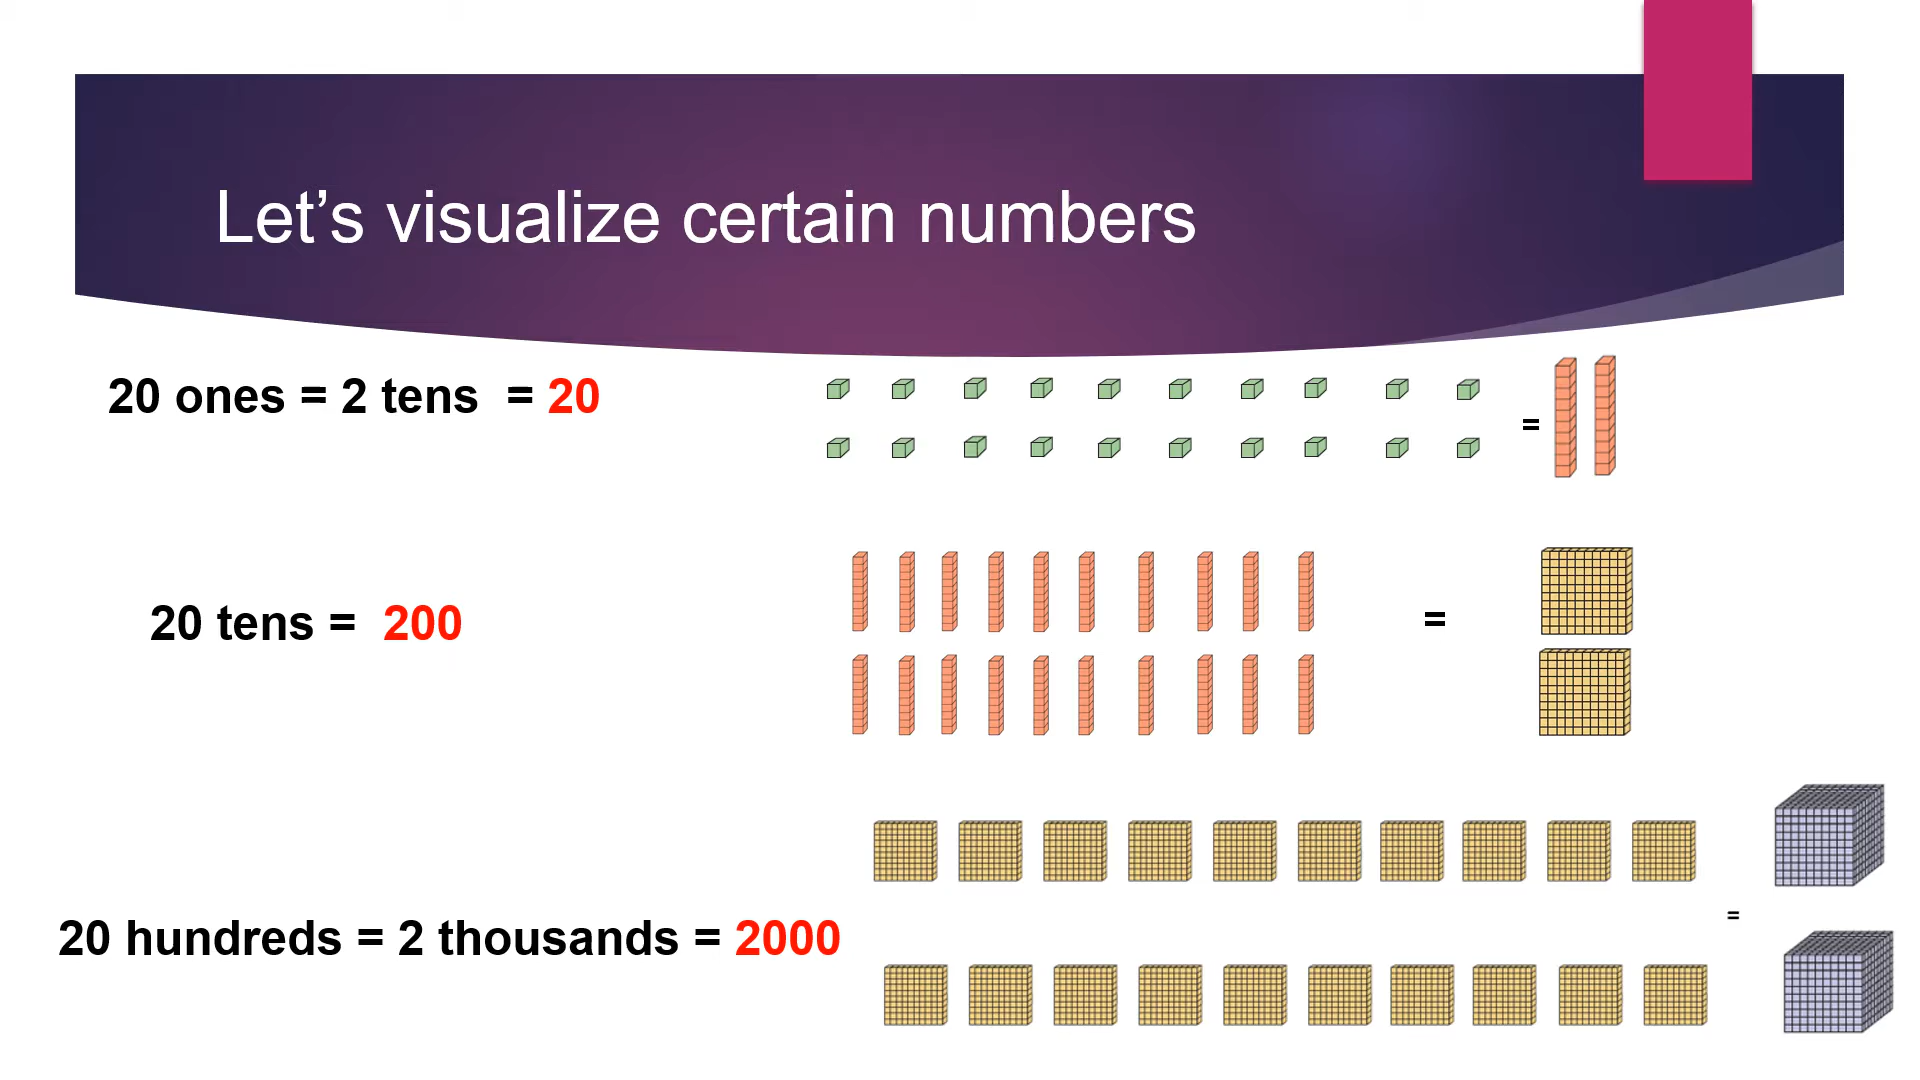 Let’s visualize certain numbers
20 ones = 2 tens = 20
=
20 tens = 200
=
20 hundreds = 2 thousands = 2000
=